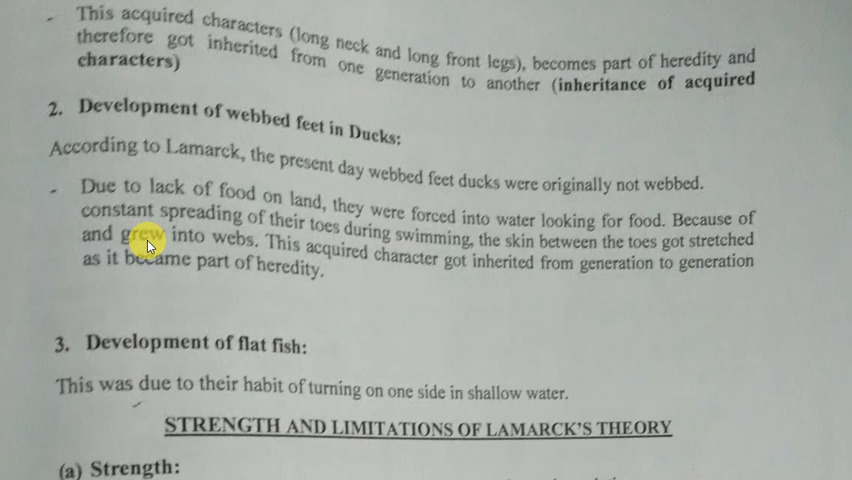 - This acquired characters (long neck and long front legs), becomes part of heredity and
therefore got inherited from one generation to another (inheritance of acquired
characters)
2. Development of webbed feet in Ducks:
According to Lamarck, the present day webbed feet ducks were originally not webbed.
- Due to lack of food on land, they were forced into water looking for food. Because of
constant spreading of their toes during swimming, the skin between the toes got stretched
and grew into webs. This acquired character got inherited from generation to generation
as it became part of heredity.
3. Development of flat fish:
This was due to their habit of turning on one side in shallow water.
STRENGTH AND LIMITATIONS OF LAMARCK'S THEORY
(a) Strength: